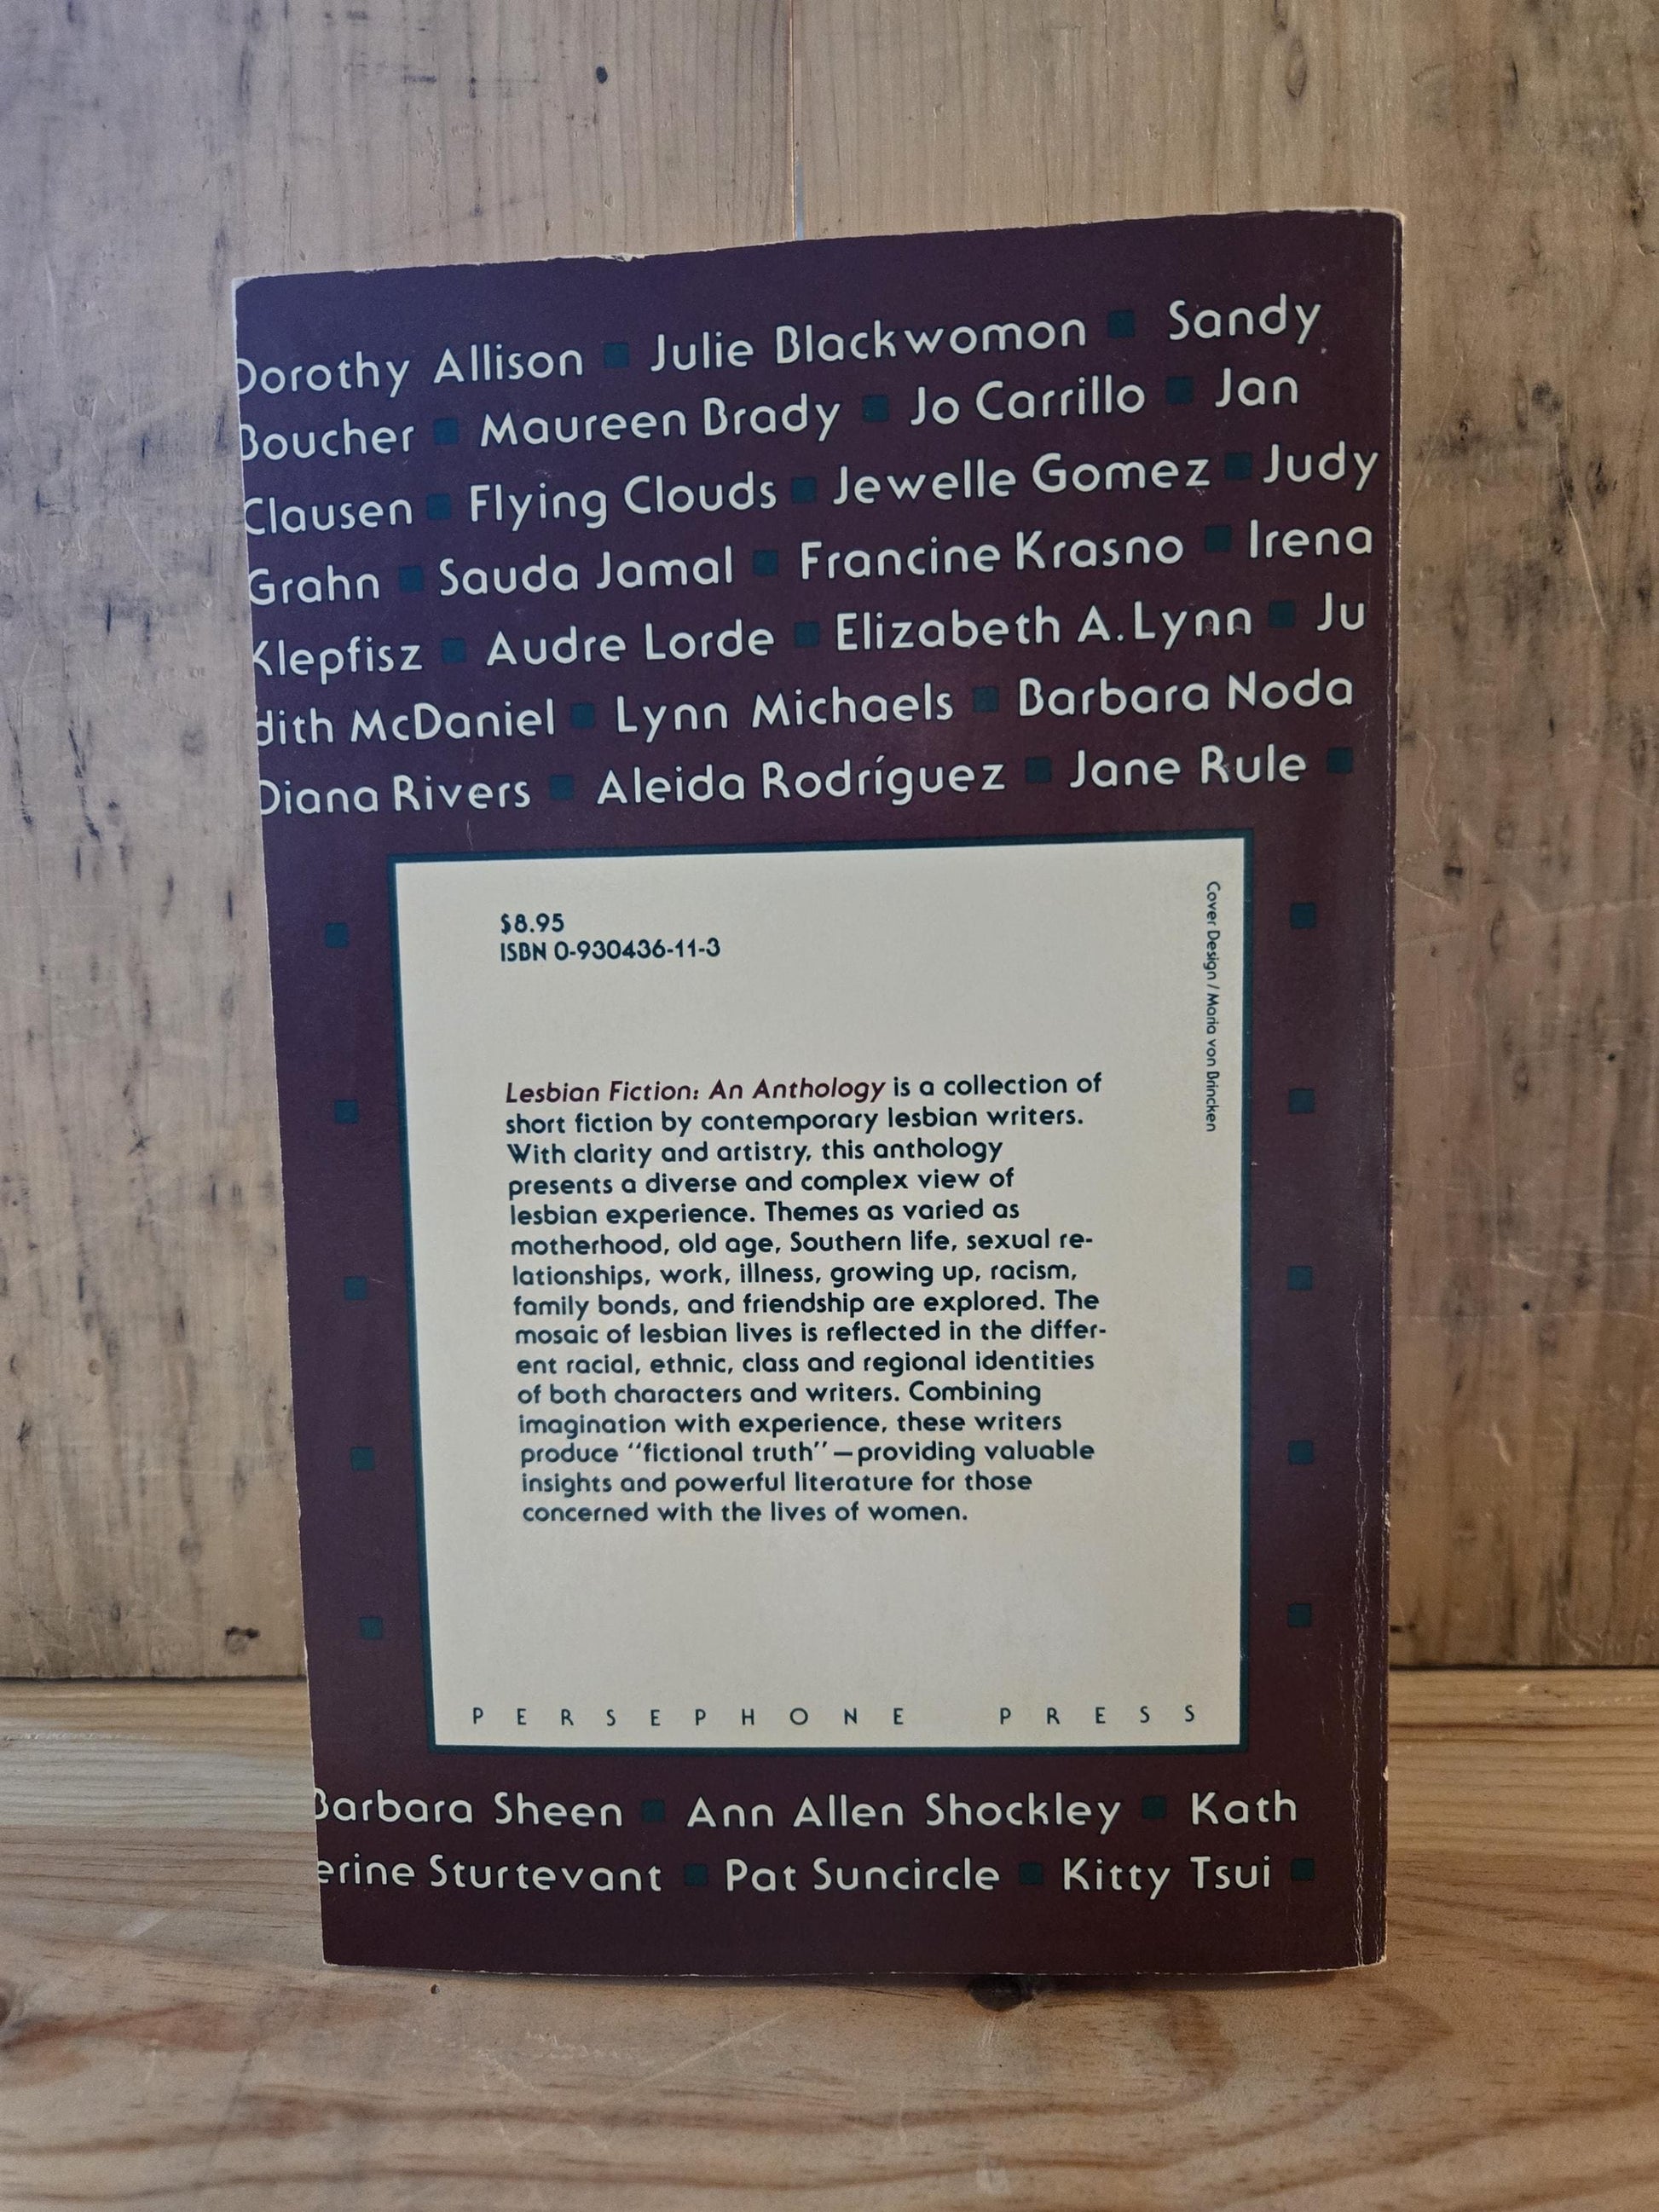 Dorothy Allison ■ Julie Blackwomon ■ Sandy
Boucher ■ Maureen Brady ■ Jo Carrillo ■ Jan
Clausen ■ Flying Clouds ■ Jewelle Gomez ■ Judy
Grahn ■ Sauda Jamal ■ Francine Krasno ■ Irena
Klepfisz ■ Audre Lorde ■ Elizabeth A. Lynn ■ Ju
dith McDaniel ■ Lynn Michaels ■ Barbara Noda
Diana Rivers ■ Aleida Rodríguez ■ Jane Rule ■
$8.95
ISBN 0-930436-11-3
Cover Design / Maria von Brincken
Lesbian Fiction: An Anthology is a collection of
short fiction by contemporary lesbian writers.
With clarity and artistry, this anthology
presents a diverse and complex view of
lesbian experience. Themes as varied as
motherhood, old age, Southern life, sexual re-
lationships, work, illness, growing up, racism,
family bonds, and friendship are explored. The
mosaic of lesbian lives is reflected in the differ-
ent racial, ethnic, class and regional identities
of both characters and writers. Combining
imagination with experience, these writers
produce “fictional truth”—providing valuable
insights and powerful literature for those
concerned with the lives of women.
PERSEPHONE PRESS
Barbara Sheen ■ Ann Allen Shockley ■ Kath
erine Sturtevant ■ Pat Suncircle ■ Kitty Tsui ■